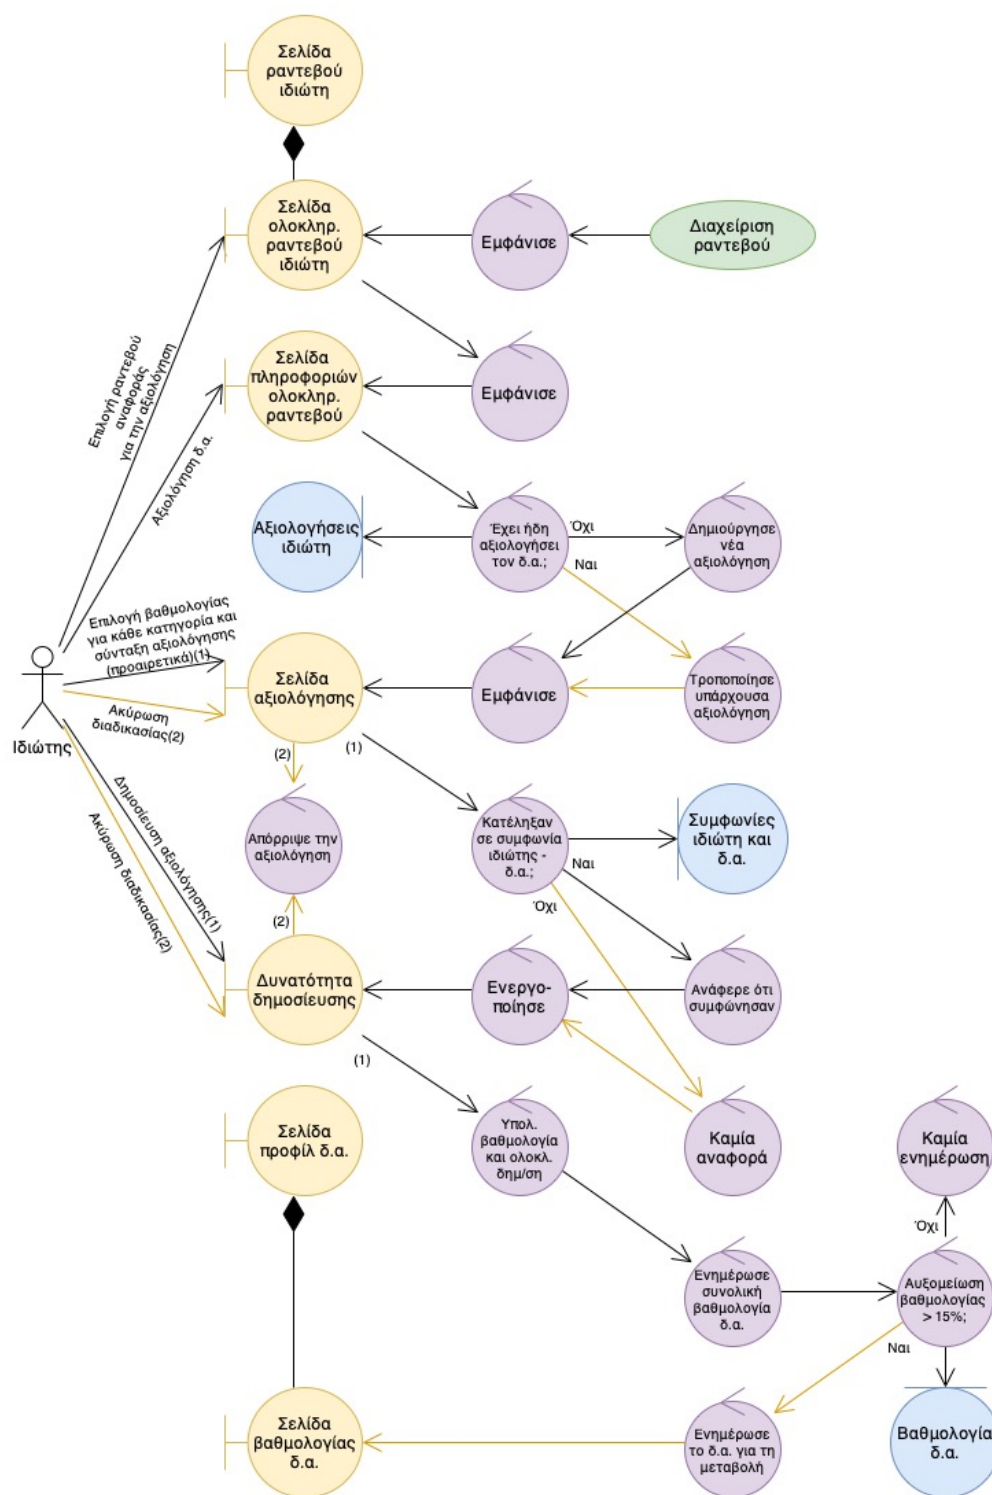 Σελίδα
ραντεβού
ιδιώτη
Σελίδα
ολοκληρ.
ραντεβού
ιδιώτη
Εμφάνισε
Διαχείριση
ραντεβού
Επιλογή ραντεβού
αναφοράς
για την αξιολόγηση
Σελίδα
πληροφοριών
ολοκληρ.
ραντεβού
Εμφάνισε
Αξιολόγηση δ.α.
Αξιολογήσεις
ιδιώτη
Έχει ήδη
αξιολογήσει
τον δ.α.;
Όχι
Ναι
Δημιούργησε
νέα
αξιολόγηση
Επιλογή βαθμολογίας
για κάθε κατηγορία και
σύνταξη αξιολόγησης
(προαιρετικά)(1)
Σελίδα
αξιολόγησης
Εμφάνισε
Τροποποίησε
υπάρχουσα
αξιολόγηση
Ιδιώτης
Ακύρωση
διαδικασίας(2)
(2)
(1)
Δημοσίευση αξιολόγησης(1)
Ακύρωση διαδικασίας(2)
Απόρριψε την
αξιολόγηση
Κατέληξαν
σε συμφωνία
ιδιώτης -
δ.α.;
Ναι
Όχι
Συμφωνίες
ιδιώτη και
δ.α.
(2)
Δυνατότητα
δημοσίευσης
Ενεργο-
ποίησε
Ανάφερε ότι
συμφώνησαν
(1)
Σελίδα
προφίλ δ.α.
Υπολ.
βαθμολογία
και ολοκλ.
δημ/ση
Καμία
αναφορά
Καμία
ενημέρωση
Όχι
Ενημέρωσε
συνολική
βαθμολογία
δ.α.
Αυξομείωση
βαθμολογίας
> 15%;
Ναι
Σελίδα
βαθμολογίας
δ.α.
Ενημέρωσε
το δ.α. για τη
μεταβολή
Βαθμολογία
δ.α.